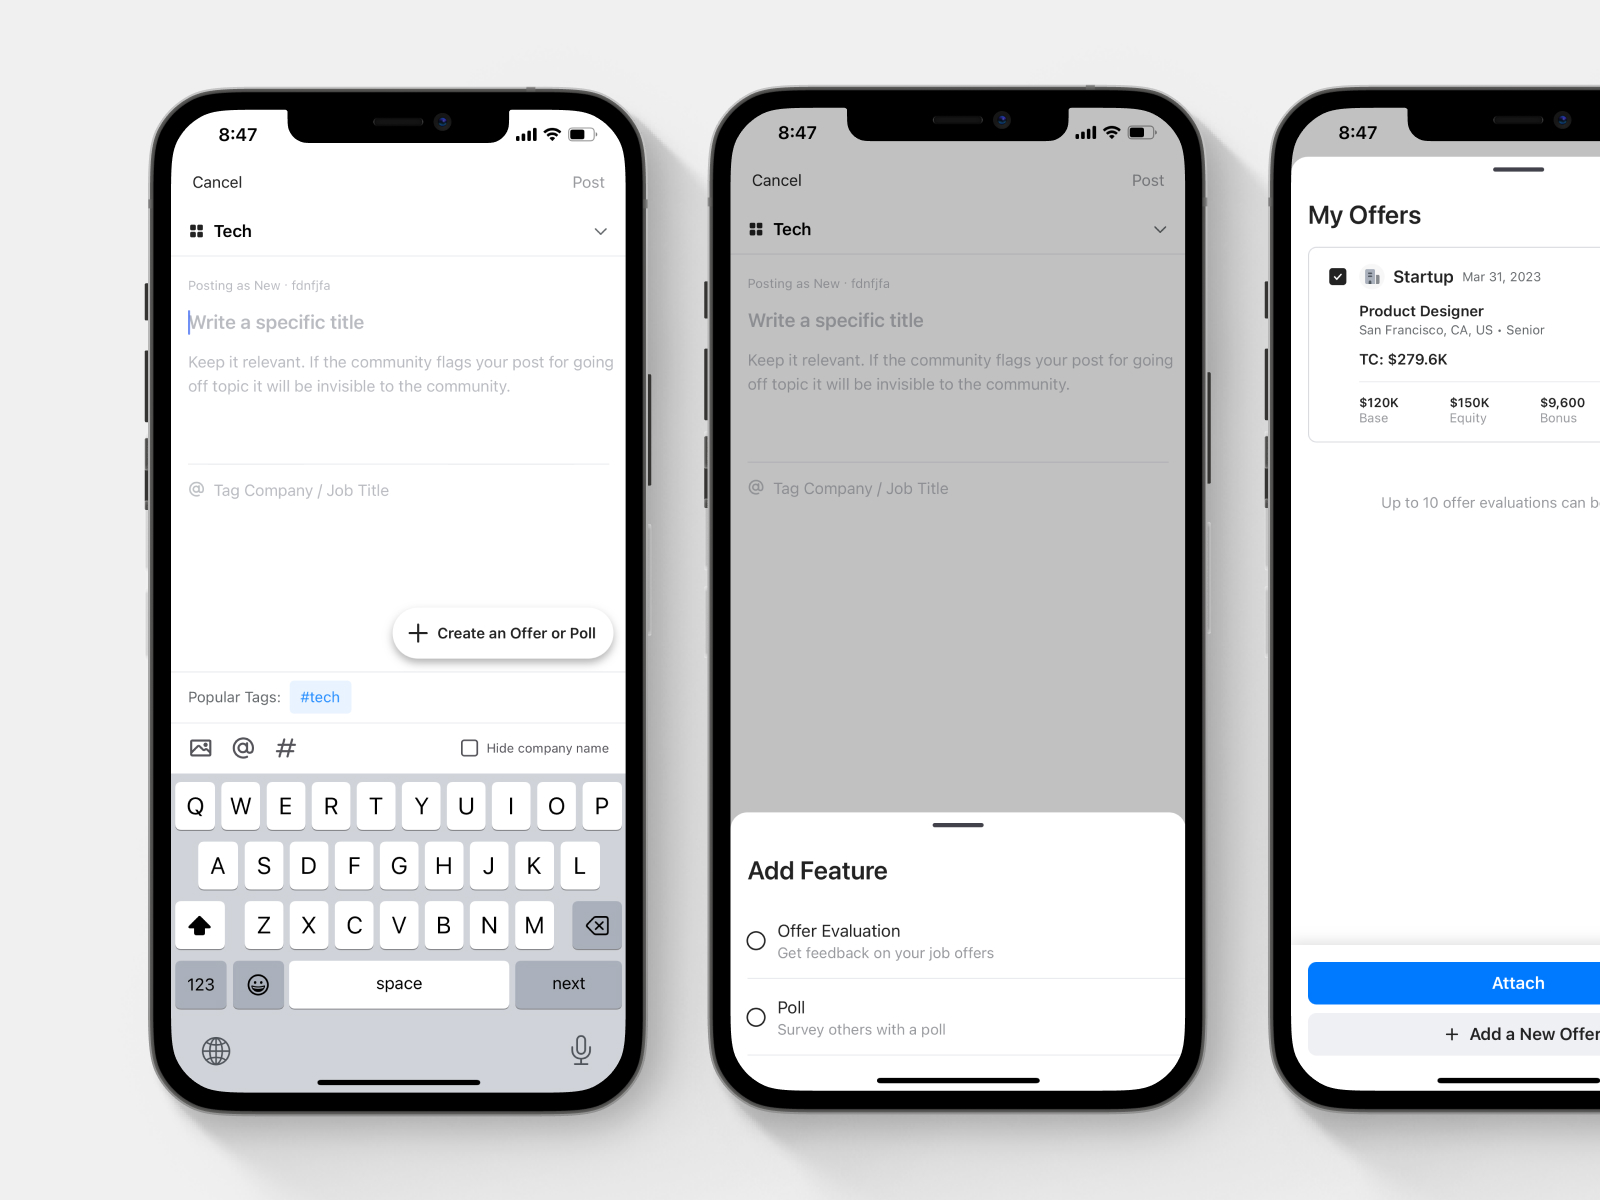 8:47
Cancel
Post
Tech
Posting as New · fdnfjfa
Write a specific title
Keep it relevant. If the community flags your post for going
off topic it will be invisible to the community.
@ Tag Company / Job Title
+ Create an Offer or Poll
Popular Tags: #tech
@ # Hide company name
Q W E R T Y U I O P
A S D F G H J K L
Z X C V B N M
123 space next
8:47
Cancel
Post
Tech
Posting as New · fdnfjfa
Write a specific title
Keep it relevant. If the community flags your post for going
off topic it will be invisible to the community.
@ Tag Company / Job Title
Add Feature
Offer Evaluation
Get feedback on your job offers
Poll
Survey others with a poll
8:47
My Offers
Startup Mar 31, 2023
Product Designer
San Francisco, CA, US • Senior
TC: $279.6K
$120K $150K $9,600
Base Equity Bonus
Up to 10 offer evaluations can
Attach
+ Add a New Offer